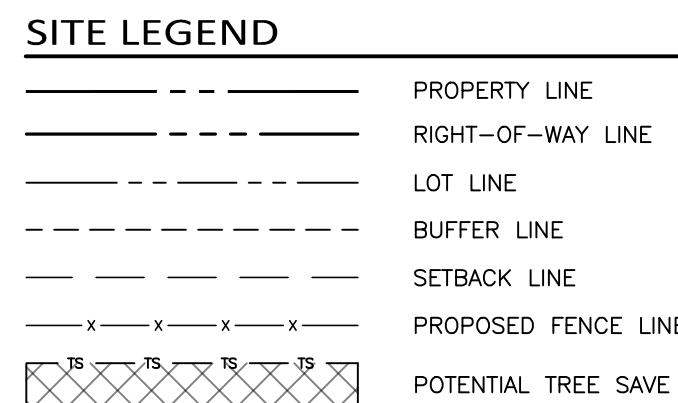 SITE LEGEND
PROPERTY LINE
RIGHT-OF-WAY LINE
LOT LINE
BUFFER LINE
SETBACK LINE
X X X X PROPOSED FENCE LINE
TS TS TS TS
POTENTIAL TREE SAVE